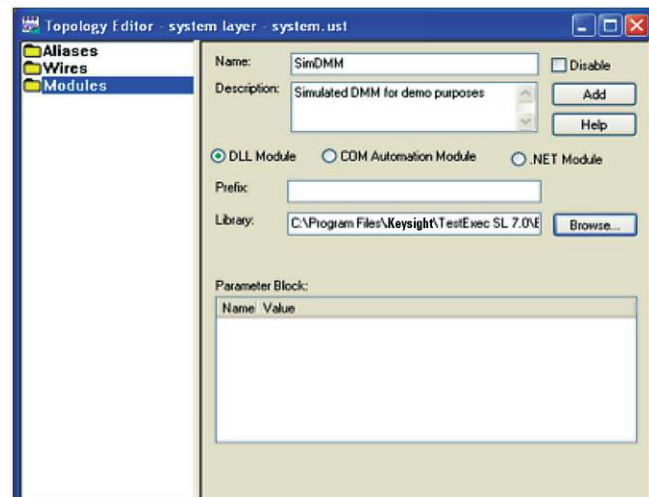 Topology Editor - system layer - system.ust
Aliases
Wires
Modules
Name:
SimDMM
Disable
Description:
Simulated DMM for demo purposes
Add
Help
DLL Module
COM Automation Module
.NET Module
Prefix:
Library:
C:\Program Files\Keysight\TestExec SL 7.0\E
Browse...
Parameter Block:
Name Value